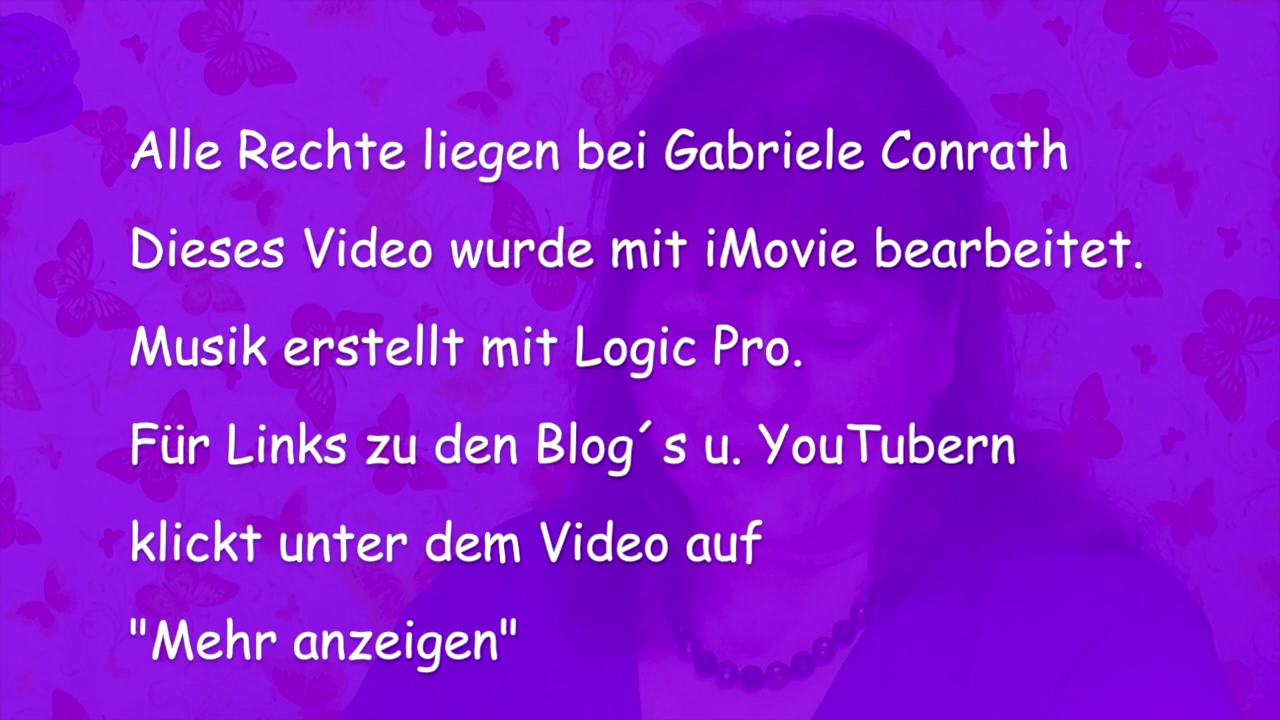 Alle Rechte liegen bei Gabriele Conrath
Dieses Video wurde mit iMovie bearbeitet.
Musik erstellt mit Logic Pro.
Für Links zu den Blog´s u. YouTubern
klickt unter dem Video auf
"Mehr anzeigen"